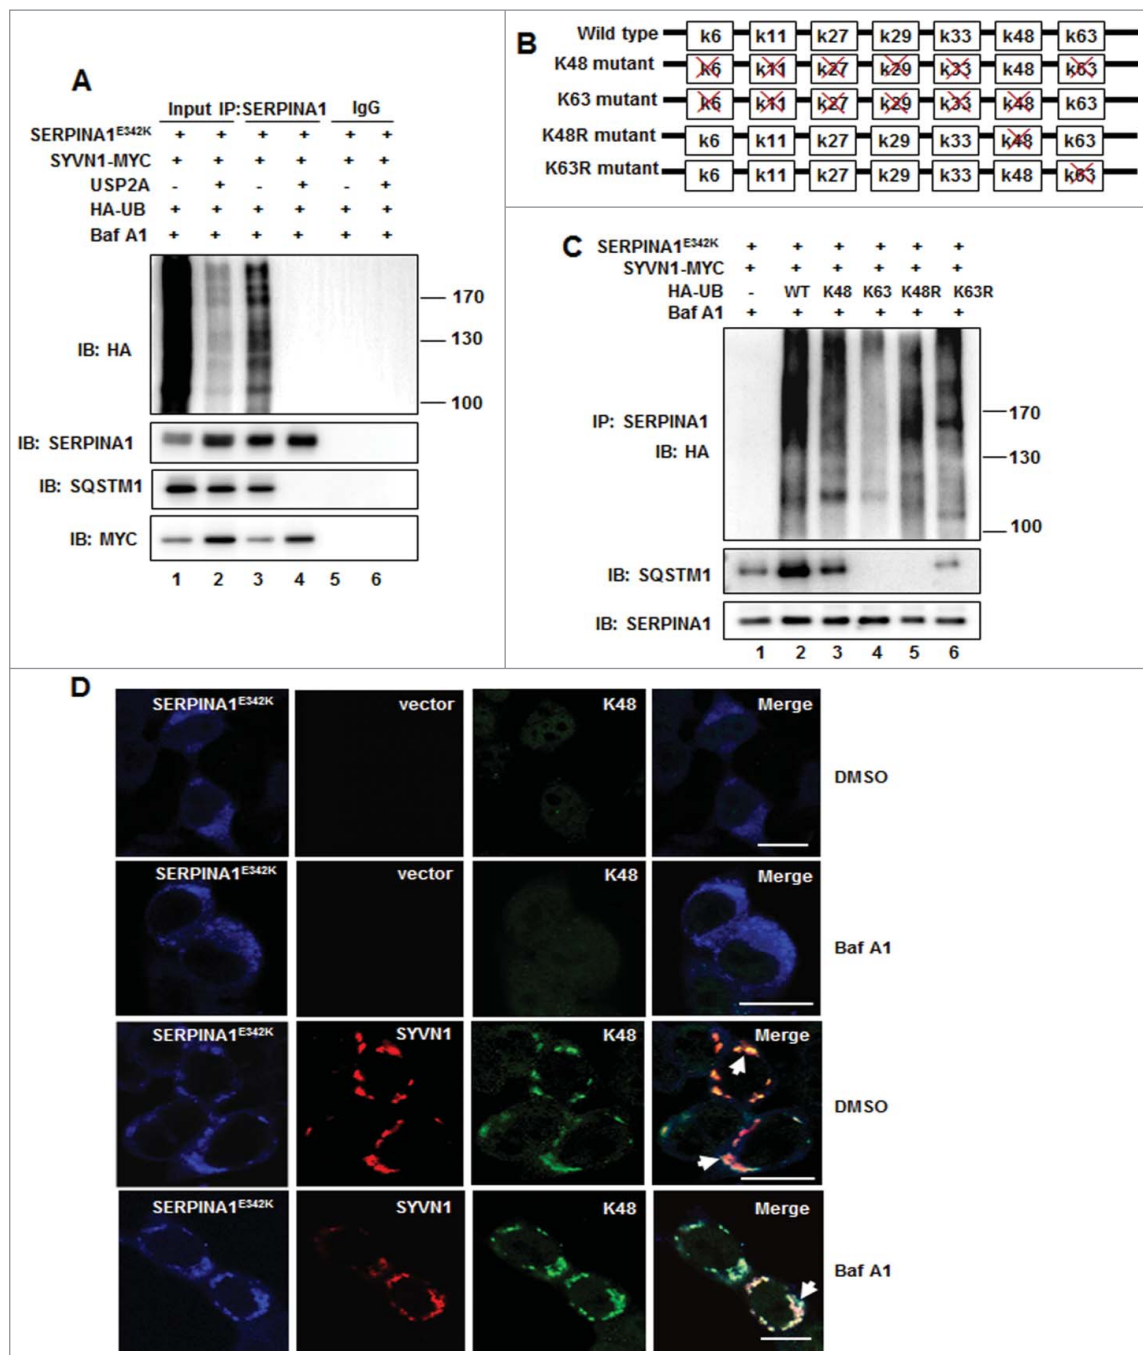 A
Input IP:SERPINA1 IgG
SERPINA1E342K + + + + + +
SYVN1-MYC + + + + + +
USP2A - + - + - +
HA-UB + + + + + +
Baf A1 + + + + + +
IB: HA
170
130
100
IB: SERPINA1
IB: SQSTM1
IB: MYC
1 2 3 4 5 6
B
Wild type k6 k11 k27 k29 k33 k48 k63
K48 mutant k6 k11 k27 k29 k33 k48 k63
K63 mutant k6 k11 k27 k29 k33 k48 k63
K48R mutant k6 k11 k27 k29 k33 k48 k63
K63R mutant k6 k11 k27 k29 k33 k48 k63
C
SERPINA1E342K + + + + + +
SYVN1-MYC + + + + + +
HA-UB - WT K48 K63 K48R K63R
Baf A1 + + + + + +
IP: SERPINA1
IB: HA
170
130
100
IB: SQSTM1
IB: SERPINA1
1 2 3 4 5 6
D
SERPINA1E342K vector K48 Merge
DMSO
SERPINA1E342K vector K48 Merge
Baf A1
SERPINA1E342K SYVN1 K48 Merge
DMSO
SERPINA1E342K SYVN1 K48 Merge
Baf A1